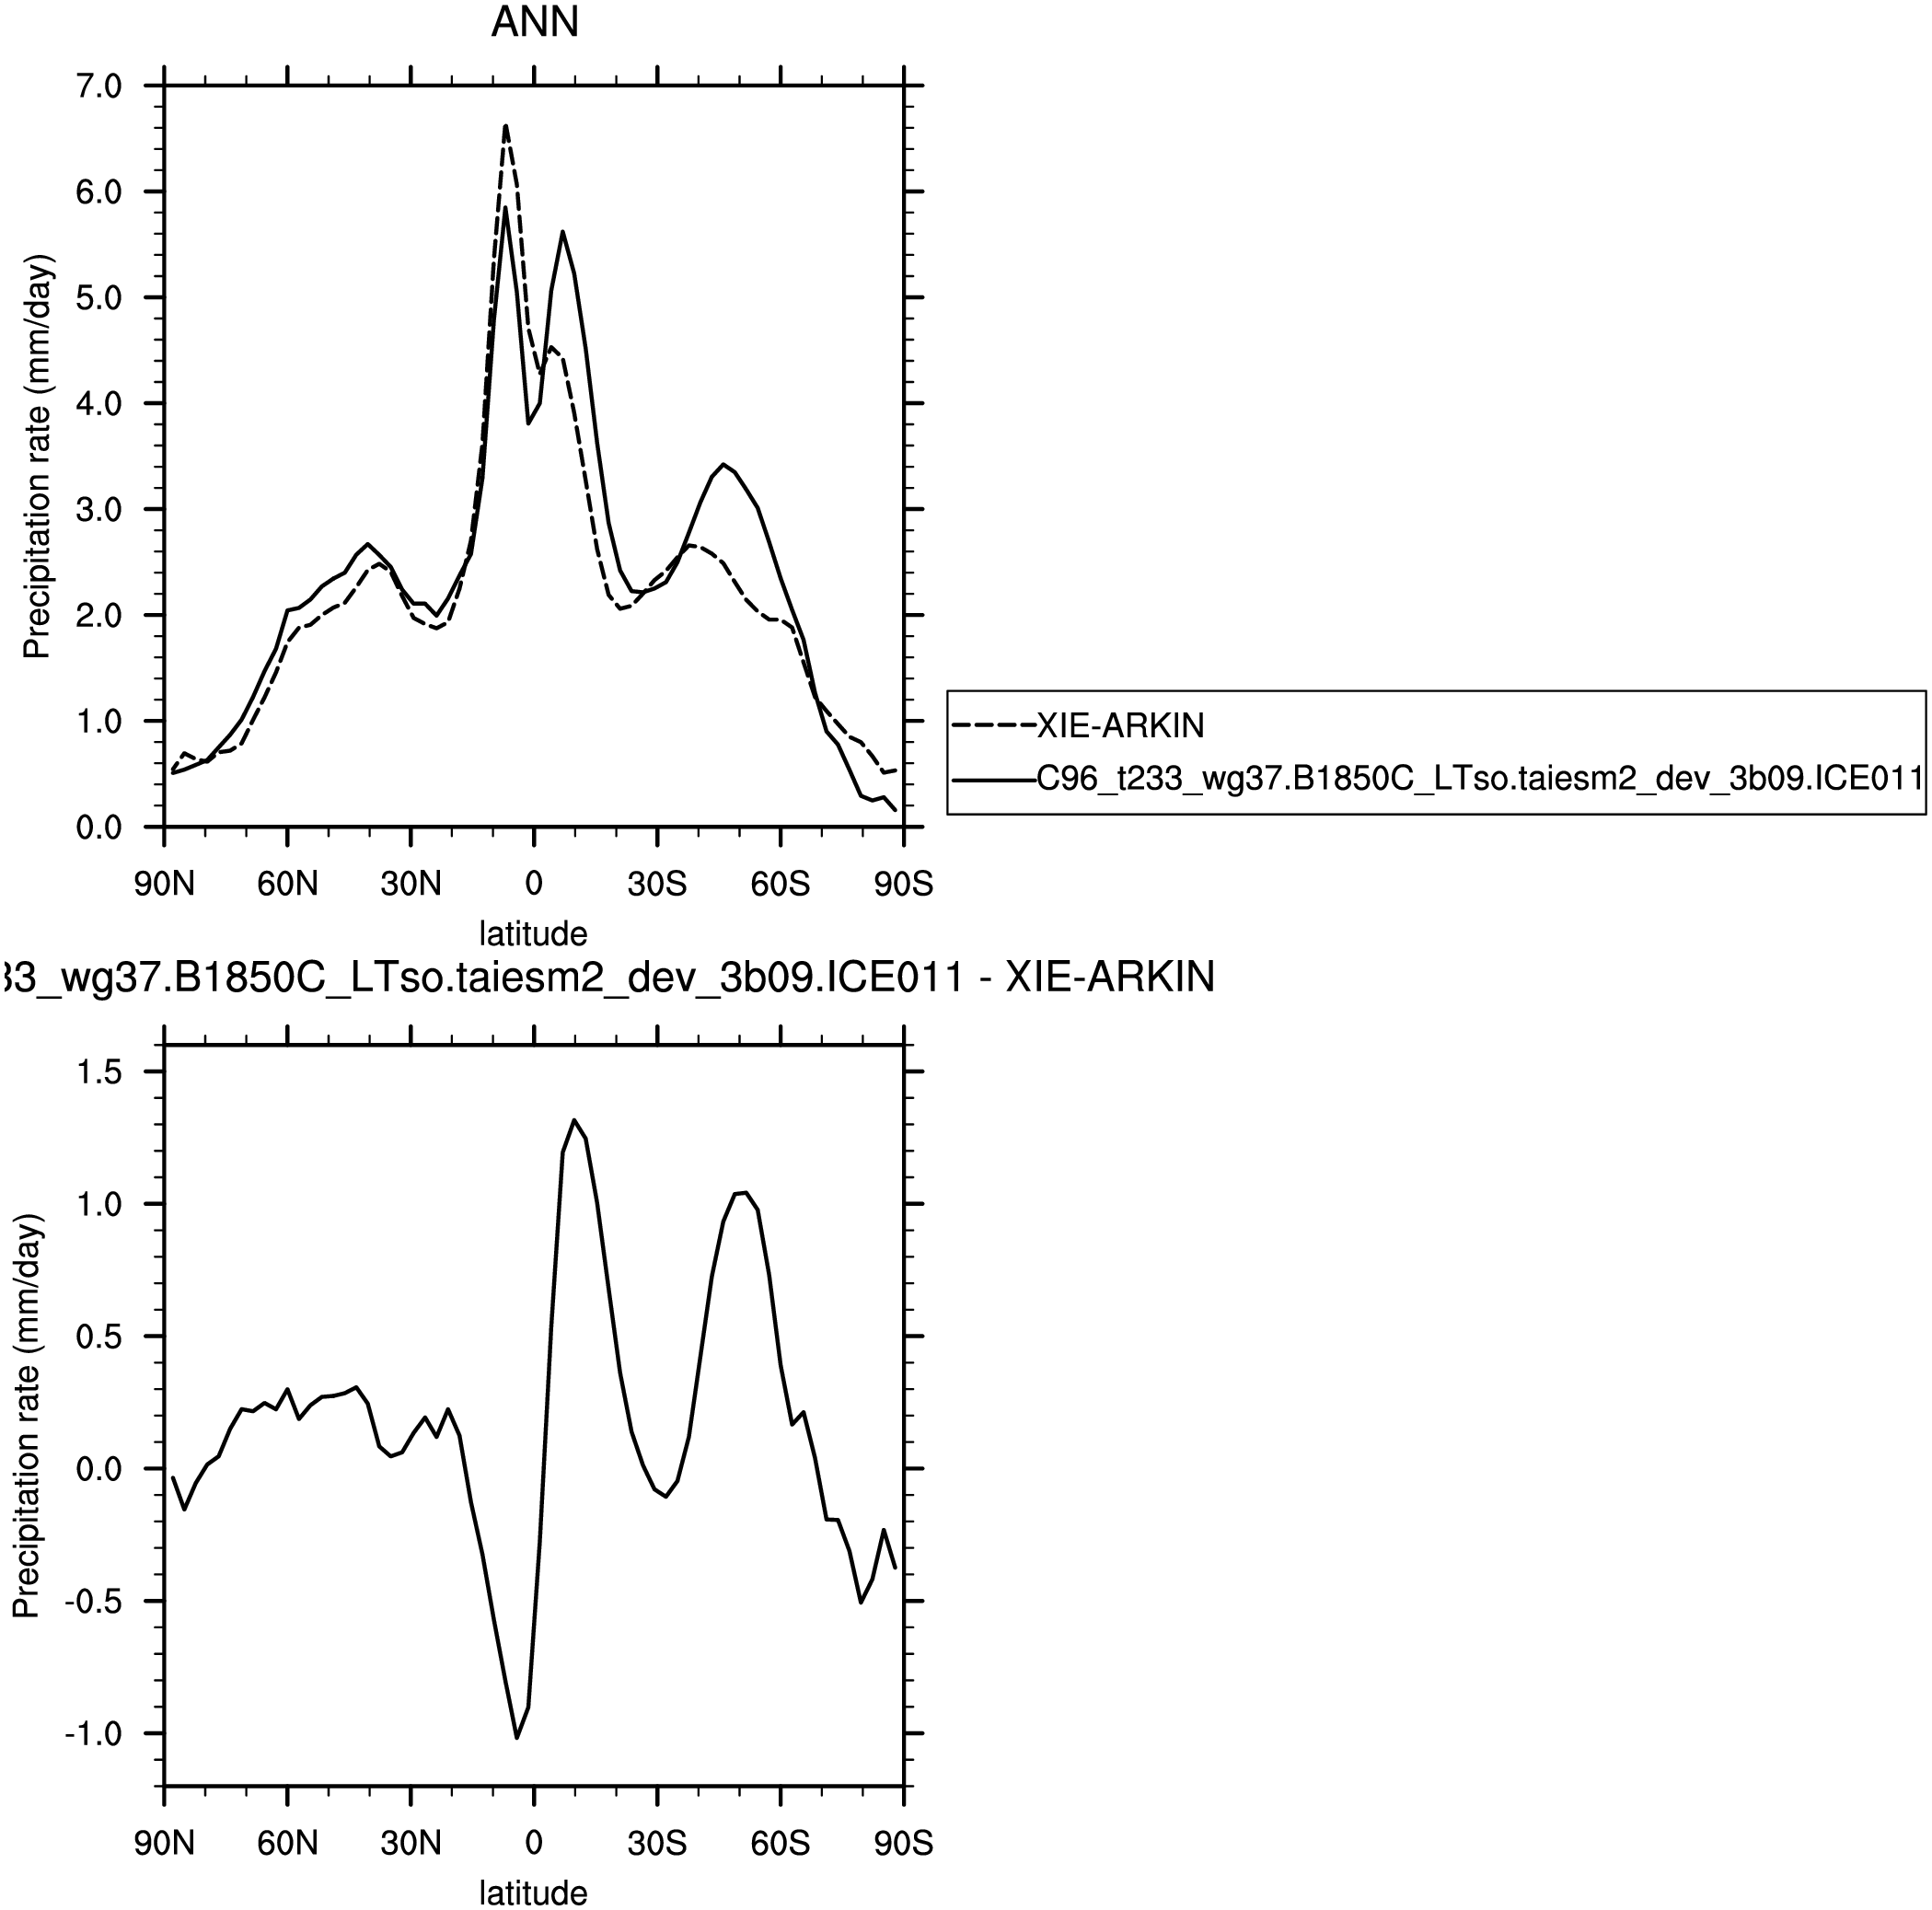 ANN
7.0
6.0
5.0
4.0
3.0
2.0
1.0
0.0
Precipitation rate (mm/day)
90N 60N 30N 0 30S 60S 90S
latitude
XIE-ARKIN
C96_t233_wg37.B1850C_LTso.taiesm2_dev_3b09.ICE011
33_wg37.B1850C_LTso.taiesm2_dev_3b09.ICE011 - XIE-ARKIN
1.5
1.0
0.5
0.0
-0.5
-1.0
Precipitation rate (mm/day)
90N 60N 30N 0 30S 60S 90S
latitude